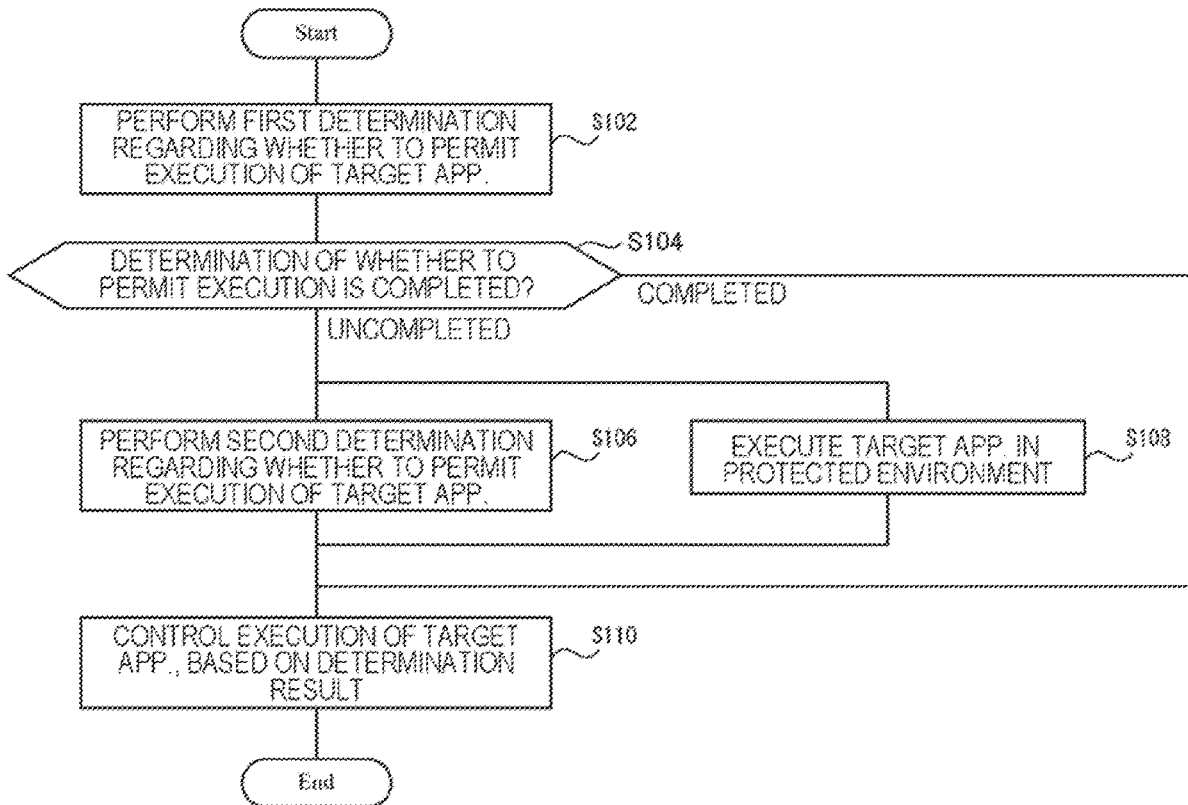 Start
PERFORM FIRST DETERMINATION
REGARDING WHETHER TO PERMIT
EXECUTION OF TARGET APP.
S102
S104
DETERMINATION OF WHETHER TO
PERMIT EXECUTION IS COMPLETED?
COMPLETED
UNCOMPLETED
PERFORM SECOND DETERMINATION
REGARDING WHETHER TO PERMIT
EXECUTION OF TARGET APP.
S106
EXECUTE TARGET APP. IN
PROTECTED ENVIRONMENT
S108
CONTROL EXECUTION OF TARGET
APP., BASED ON DETERMINATION
RESULT
S110
End